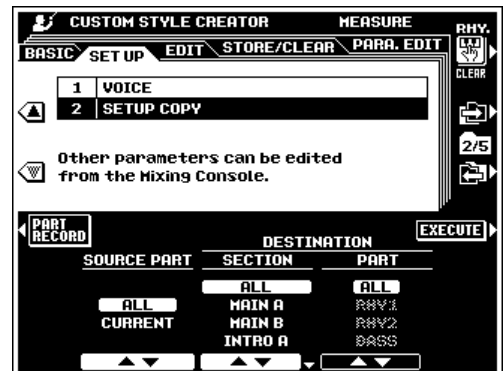 CUSTOM STYLE CREATOR MEASURE
RHY.
BASIC SET UP EDIT STORE/CLEAR PARA. EDIT
CLEAR
1 VOICE
2 SETUP COPY
2/5
Other parameters can be edited
from the Mixing Console.
PART
RECORD
EXECUTE
DESTINATION
SOURCE PART SECTION PART
ALL ALL
ALL MAIN A RHY1
CURRENT MAIN B RHY2
INTRO A BASS